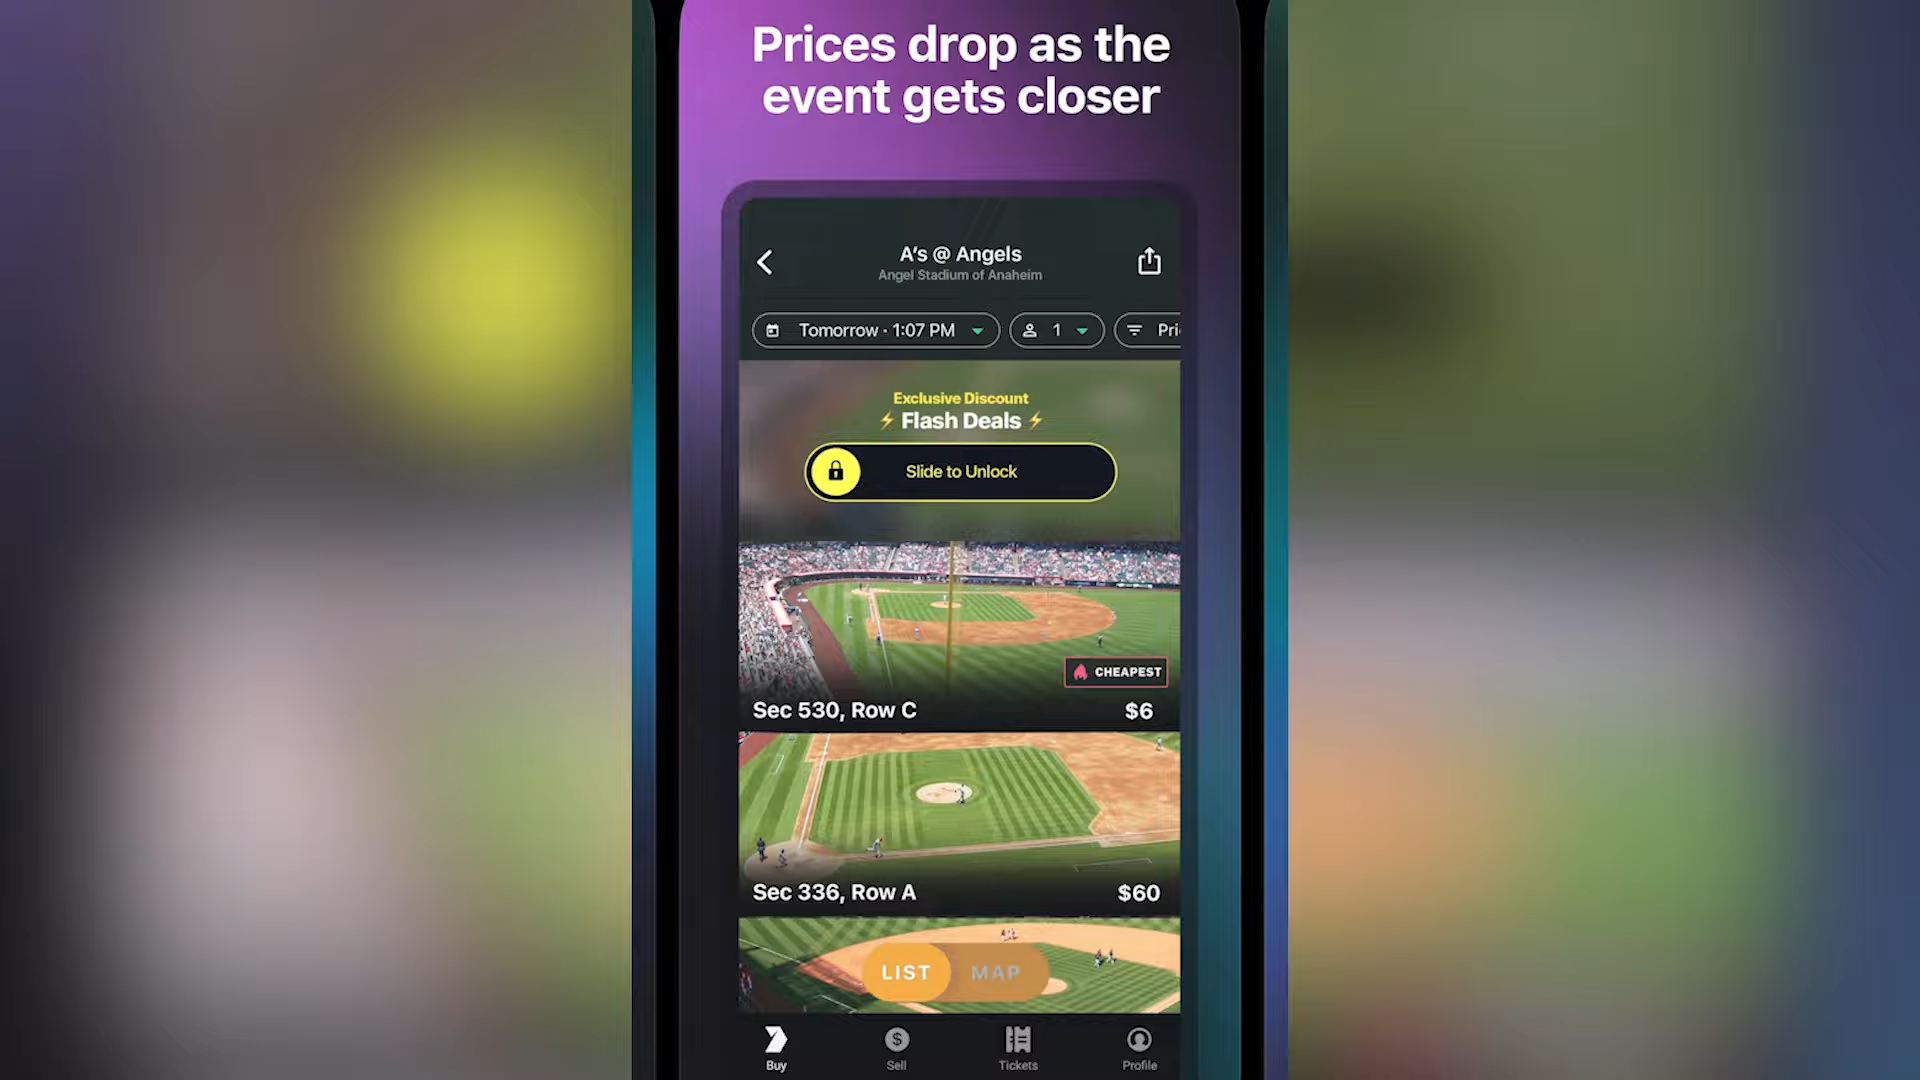 Prices drop as the
event gets closer
A's @ Angels
Angel Stadium of Anaheim
Tomorrow · 1:07 PM
1
Pri
Exclusive Discount
⚡ Flash Deals ⚡
Slide to Unlock
CHEAPEST
Sec 530, Row C
$6
Sec 336, Row A
$60
LIST
MAP
Buy
Sell
Tickets
Profile